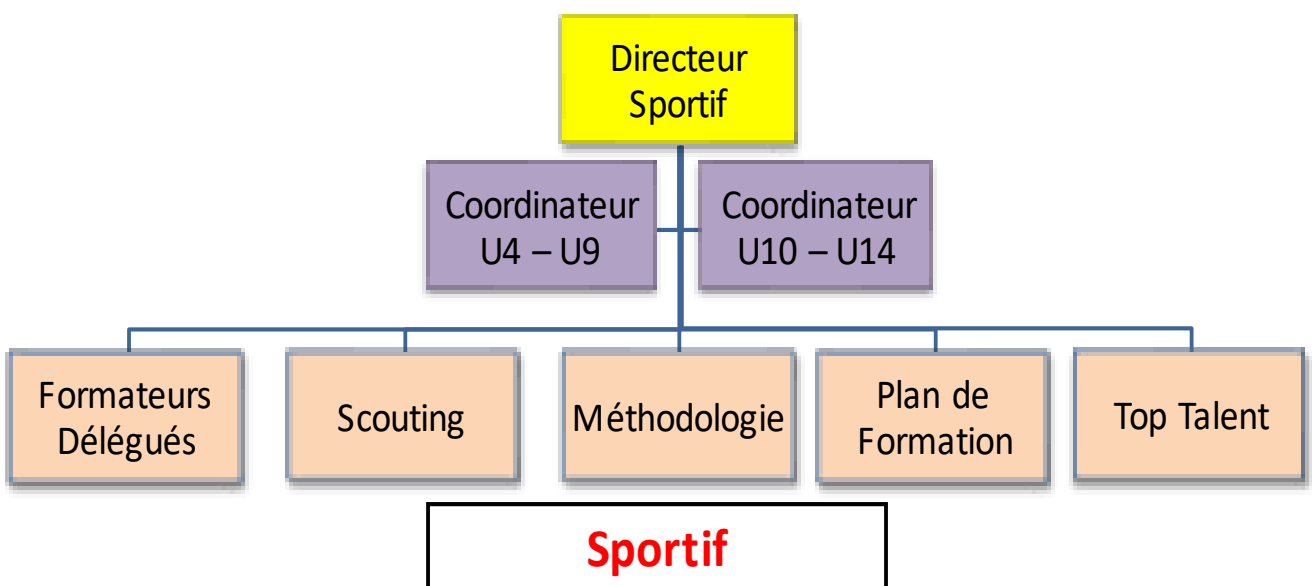 Directeur
Sportif
Coordinateur
U4 – U9
Coordinateur
U10 – U14
Formateurs
Délégués
Scouting
Méthodologie
Plan de
Formation
Top Talent
Sportif